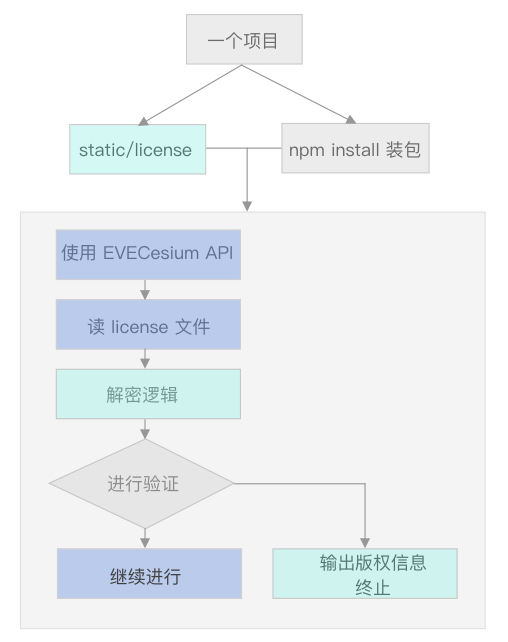 一个项目
static/license
npm install 装包
使用 EVECesium API
读 license 文件
解密逻辑
进行验证
继续进行
输出版权信息
终止